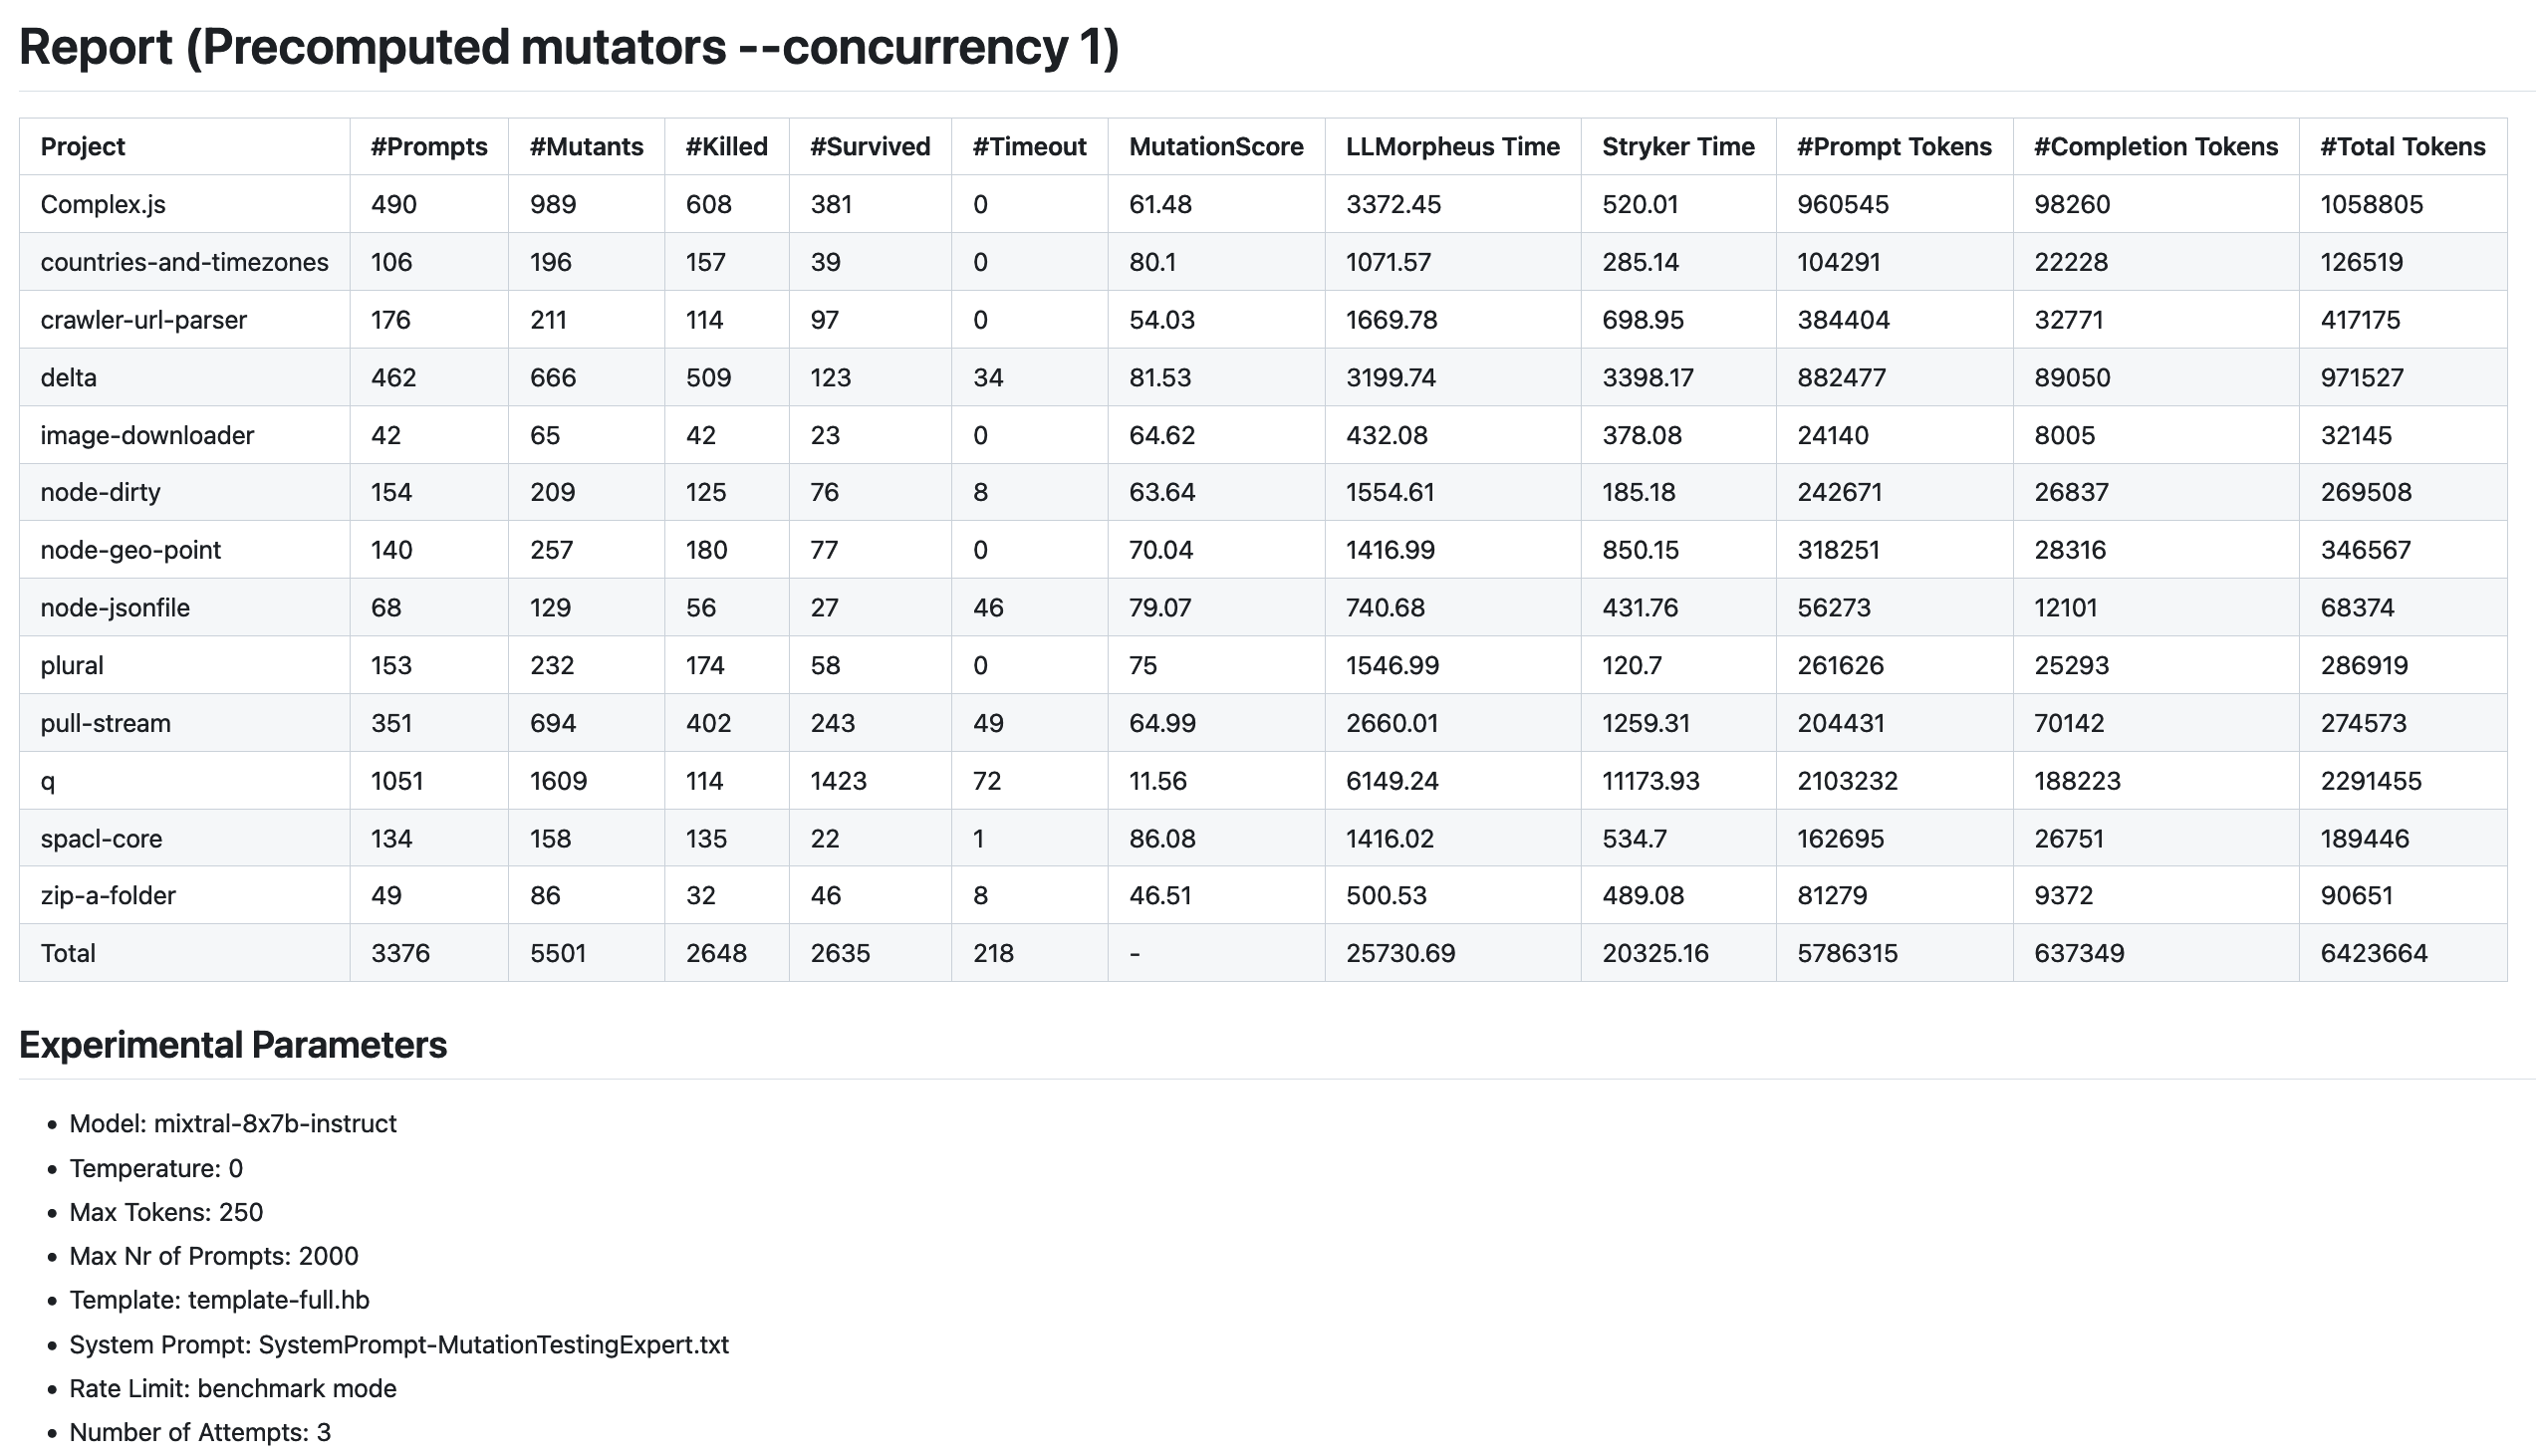 Report (Precomputed mutators --concurrency 1)
Project #Prompts #Mutants #Killed #Survived #Timeout MutationScore LLMorpheus Time Stryker Time #Prompt Tokens #Completion Tokens #Total Tokens
Complex.js 490 989 608 381 0 61.48 3372.45 520.01 960545 98260 1058805
countries-and-timezones 106 196 157 39 0 80.1 1071.57 285.14 104291 22228 126519
crawler-url-parser 176 211 114 97 0 54.03 1669.78 698.95 384404 32771 417175
delta 462 666 509 123 34 81.53 3199.74 3398.17 882477 89050 971527
image-downloader 42 65 42 23 0 64.62 432.08 378.08 24140 8005 32145
node-dirty 154 209 125 76 8 63.64 1554.61 185.18 242671 26837 269508
node-geo-point 140 257 180 77 0 70.04 1416.99 850.15 318251 28316 346567
node-jsonfile 68 129 56 27 46 79.07 740.68 431.76 56273 12101 68374
plural 153 232 174 58 0 75 1546.99 120.7 261626 25293 286919
pull-stream 351 694 402 243 49 64.99 2660.01 1259.31 204431 70142 274573
q 1051 1609 114 1423 72 11.56 6149.24 11173.93 2103232 188223 2291455
spacl-core 134 158 135 22 1 86.08 1416.02 534.7 162695 26751 189446
zip-a-folder 49 86 32 46 8 46.51 500.53 489.08 81279 9372 90651
Total 3376 5501 2648 2635 218 - 25730.69 20325.16 5786315 637349 6423664
Experimental Parameters
• Model: mixtral-8x7b-instruct
• Temperature: 0
• Max Tokens: 250
• Max Nr of Prompts: 2000
• Template: template-full.hb
• System Prompt: SystemPrompt-MutationTestingExpert.txt
• Rate Limit: benchmark mode
• Number of Attempts: 3